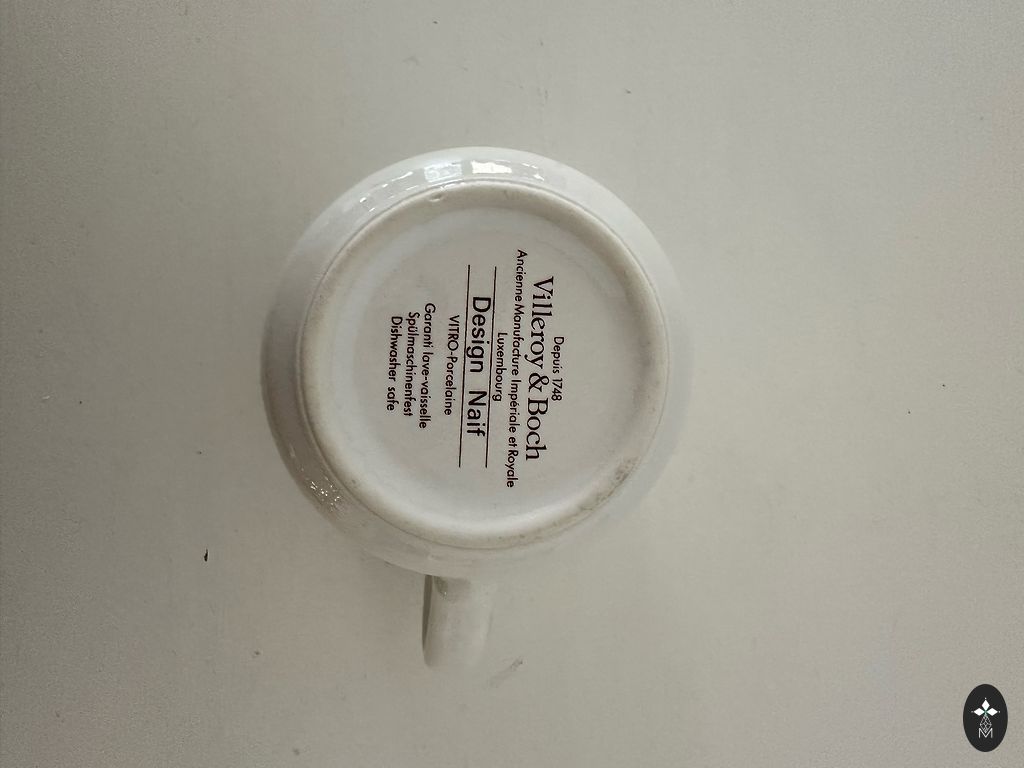 Depuis 1748
Villeroy & Boch
Ancienne Manufacture Impériale et Royale
Luxembourg
Design Naif
VITRO-Porcelaine
Garanti lave-vaisselle
Spülmaschinenfest
Dishwasher safe
M